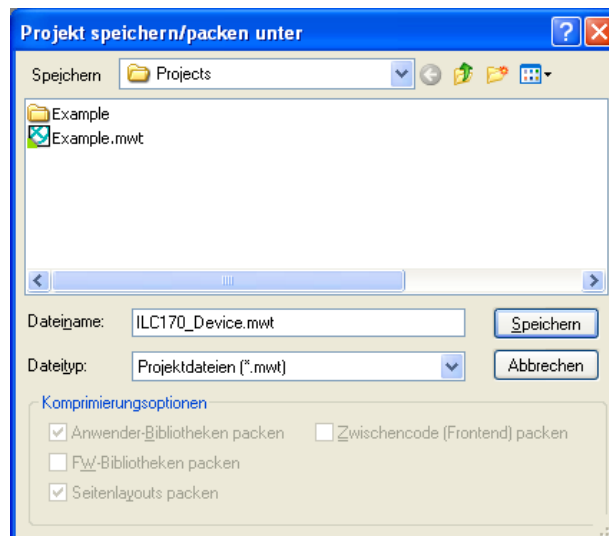 Projekt speichern/packen unter
Speichern Projects
Example
Example.mwt
Dateiname: ILC170_Device.mwt Speichern
Dateityp: Projektdateien (*.mwt) Abbrechen
Komprimierungsoptionen
Anwender-Bibliotheken packen Zwischencode (Frontend) packen
FW-Bibliotheken packen
Seitenlayouts packen